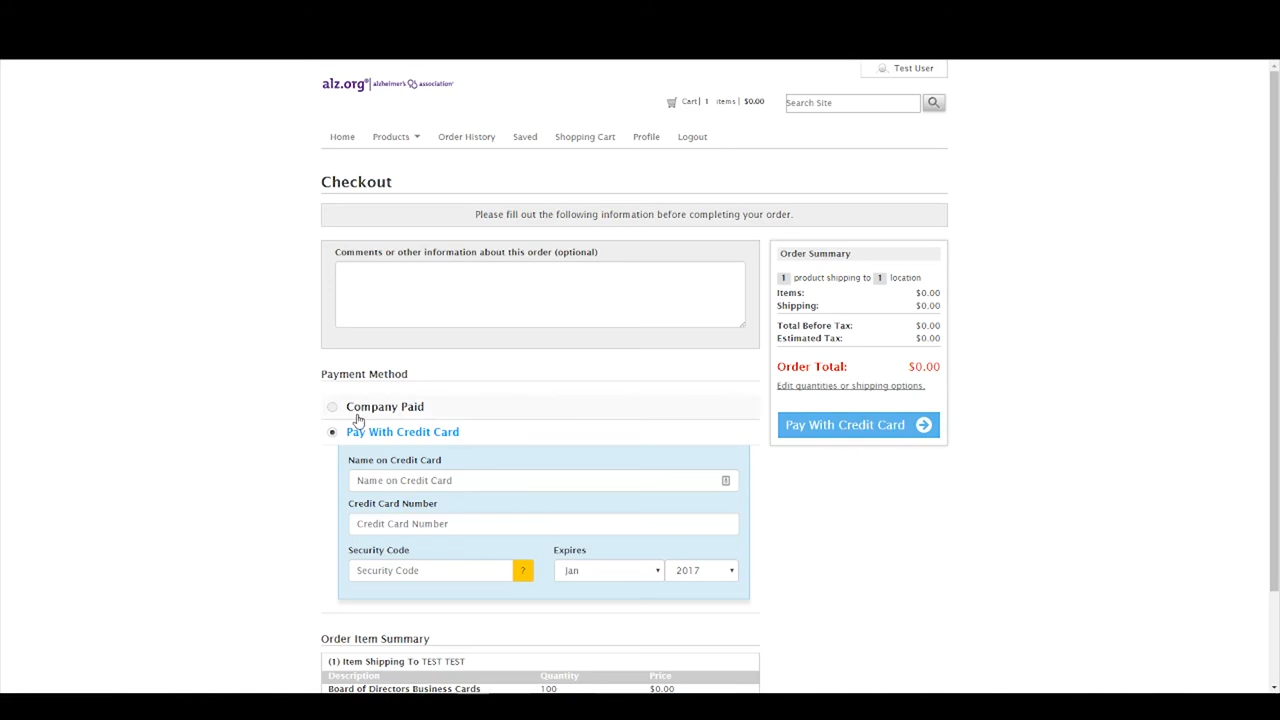 Test User
alz.org® | alzheimer's association®
Cart | 1 items | $0.00
Search Site
Home Products Order History Saved Shopping Cart Profile Logout
Checkout
Please fill out the following information before completing your order.
Comments or other information about this order (optional)
Order Summary
1 product shipping to 1 location
Items: $0.00
Shipping: $0.00
Total Before Tax: $0.00
Estimated Tax: $0.00
Order Total: $0.00
Edit quantities or shipping options.
Pay With Credit Card
Payment Method
Company Paid
Pay With Credit Card
Name on Credit Card
Name on Credit Card
Credit Card Number
Credit Card Number
Security Code Expires
Security Code ? Jan 2017
Order Item Summary
(1) Item Shipping To TEST TEST
Description Quantity Price
Board of Directors Business Cards 100 $0.00